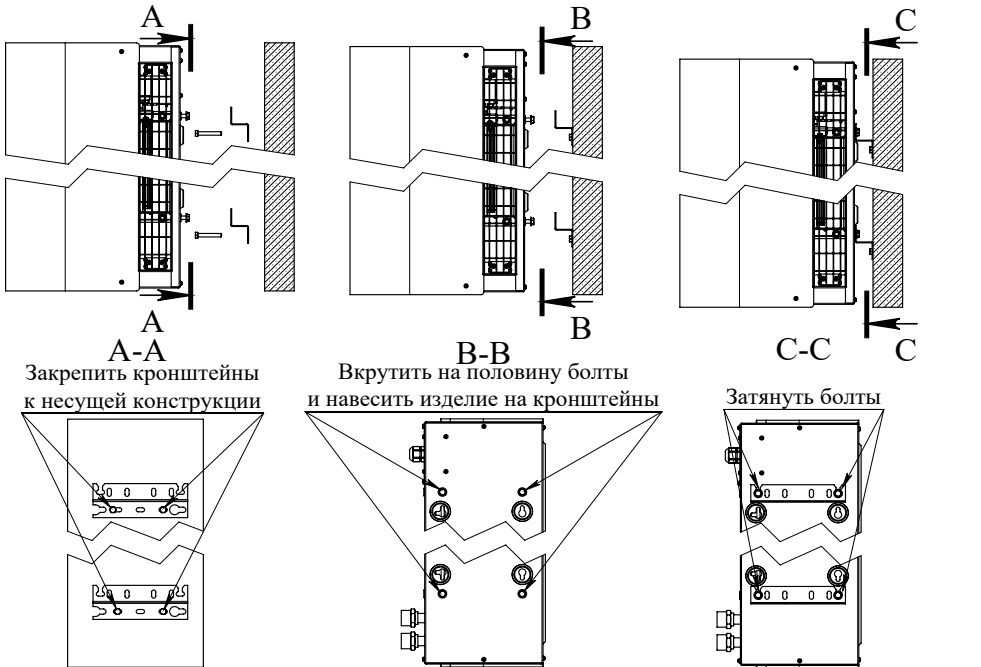 A
B
C
A
B
C
A-A
B-B
C-C
Закрепить кронштейны
к несущей конструкции
Вкрутить на половину болты
и навесить изделие на кронштейны
Затянуть болты